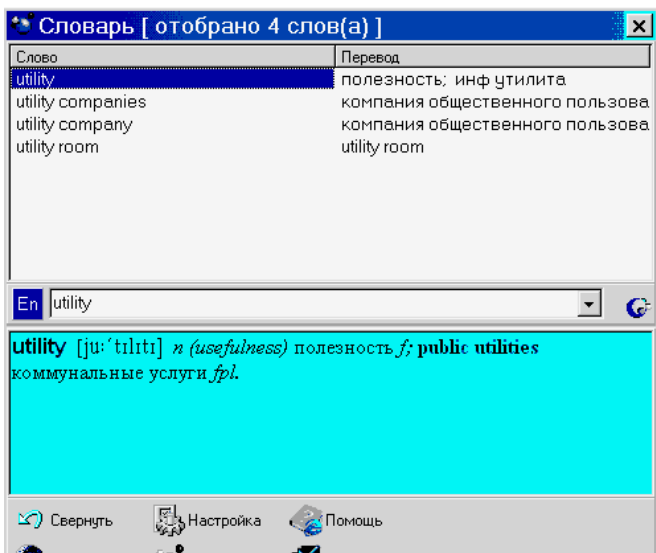 Словарь [ отобрано 4 слов(а) ]
Слово Перевод
utility полезность; инф утилита
utility companies компания общественного пользова
utility company компания общественного пользова
utility room utility room
En utility
utility [ju:ˊtılıtı] n (usefulness) полезность f; public utilities
коммунальные услуги fpl.
Свернуть Настройка Помощь